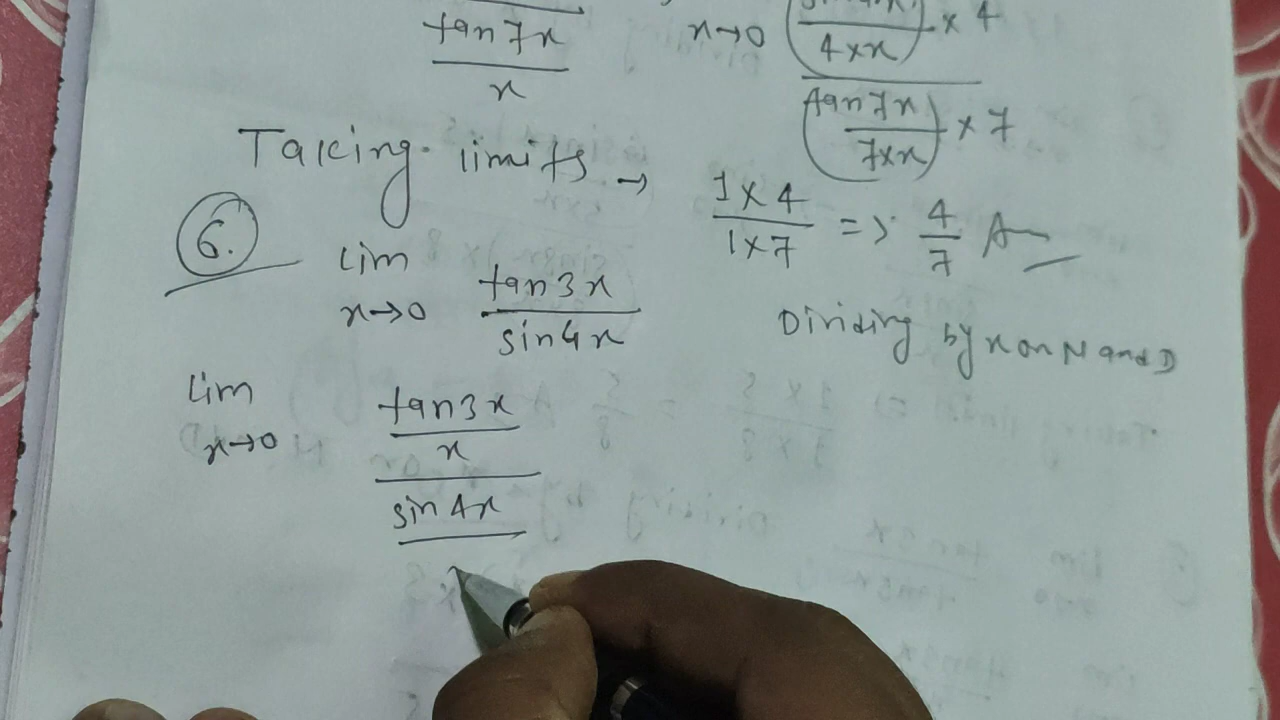 tan7x
x
x→0
4×x
×4
tan7x
7×x
×7
Taking limits →
1×4
1×7
=>
4
7
6.
lim
x→0
tan3x
sin4x
Dividing by x on N and D
lim
x→0
tan3x
x
sin4x